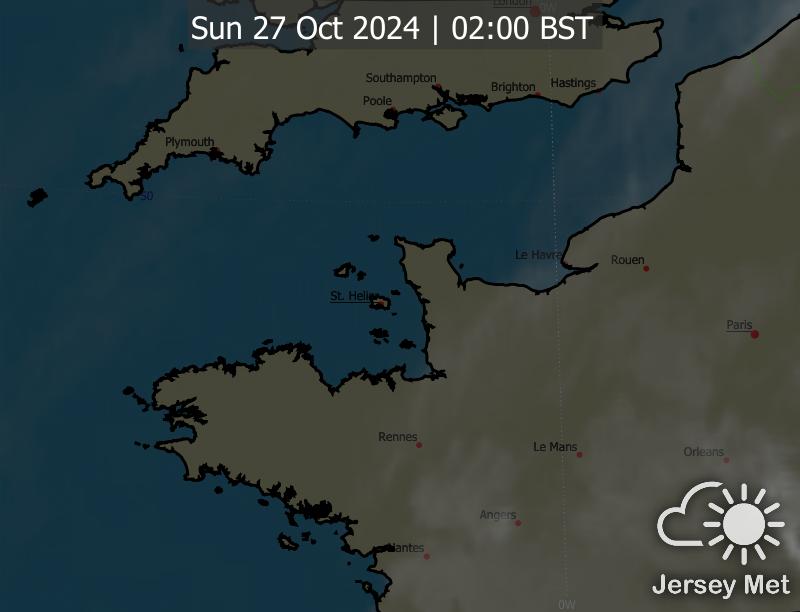 London
0W
Sun 27 Oct 2024 | 02:00 BST
Southampton
Brighton
Hastings
Poole
Plymouth
50
Le Havre
Rouen
St. Helier
Paris
Rennes
Le Mans
Orleans
Angers
Nantes
Jersey Met
0W